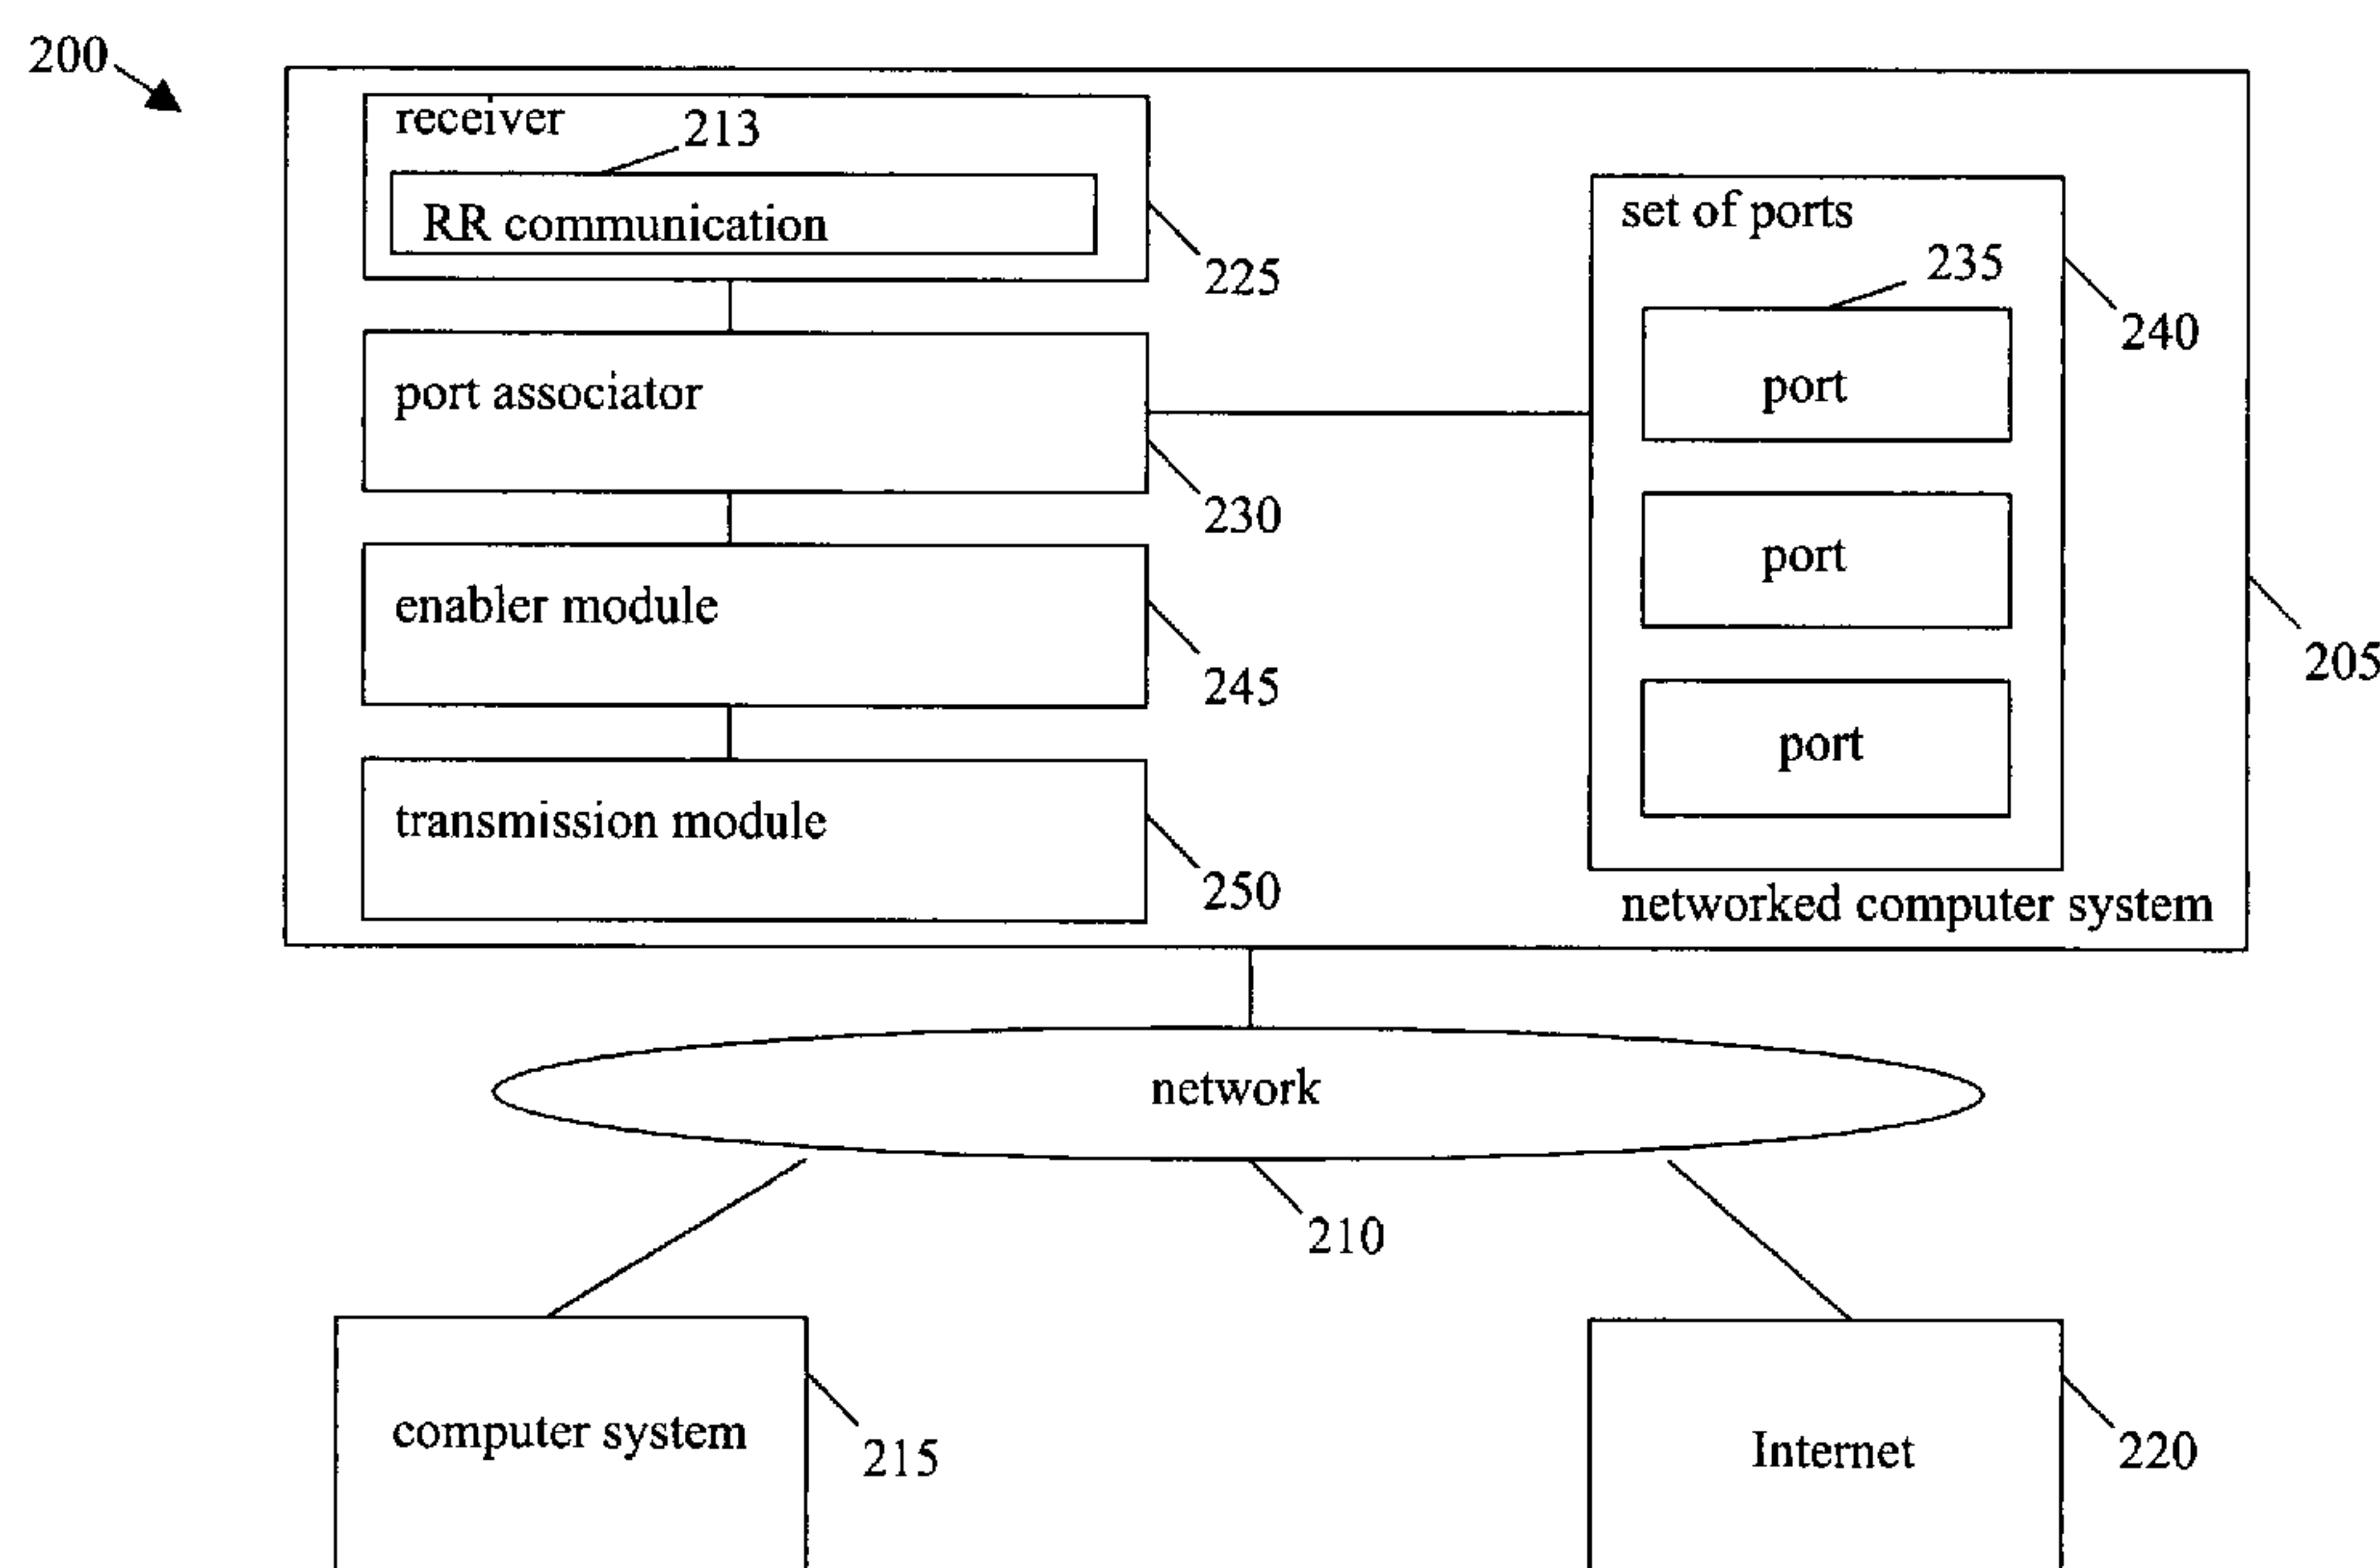 200
receiver
213
RR communication
225
set of ports
235
240
port
port associator
230
port
enabler module
245
205
port
transmission module
250
networked computer system
network
210
computer system
215
Internet
220